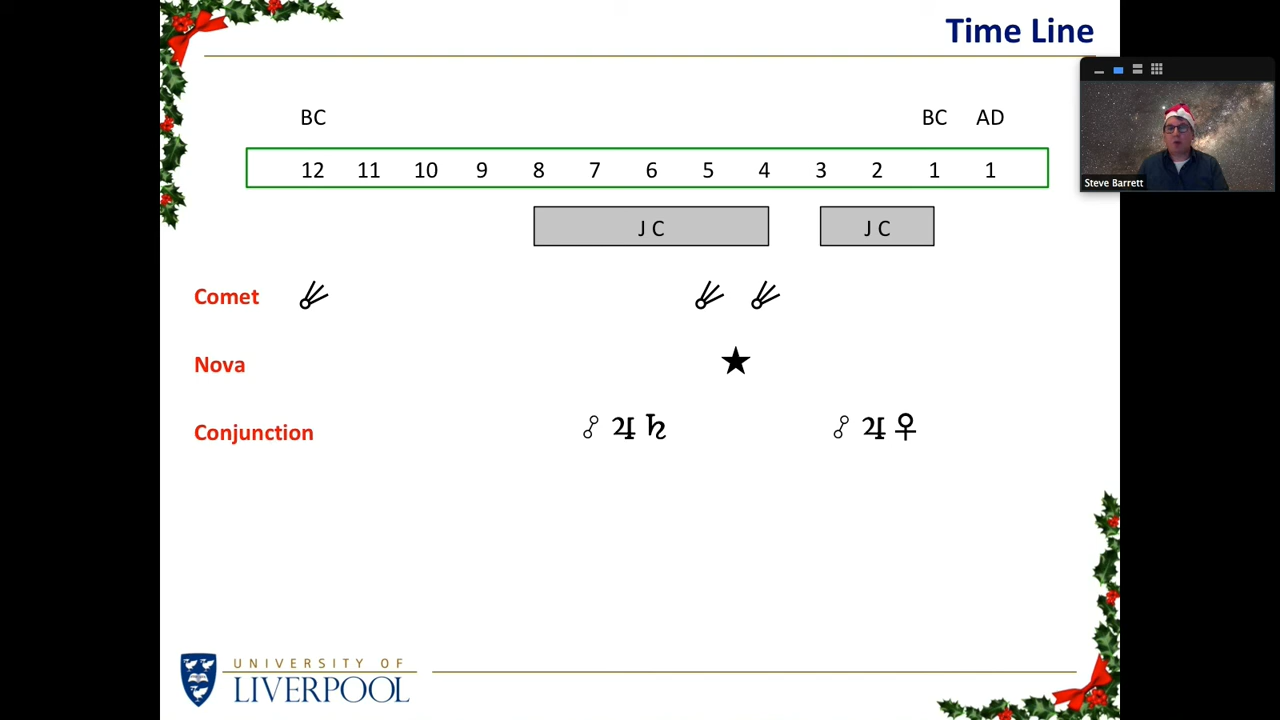 Time Line
BC BC AD
12 11 10 9 8 7 6 5 4 3 2 1 1
J C J C
Steve Barrett
Comet
Nova
★
Conjunction ☍ ♃ ♄ ☍ ♃ ♀
UNIVERSITY OF
LIVERPOOL